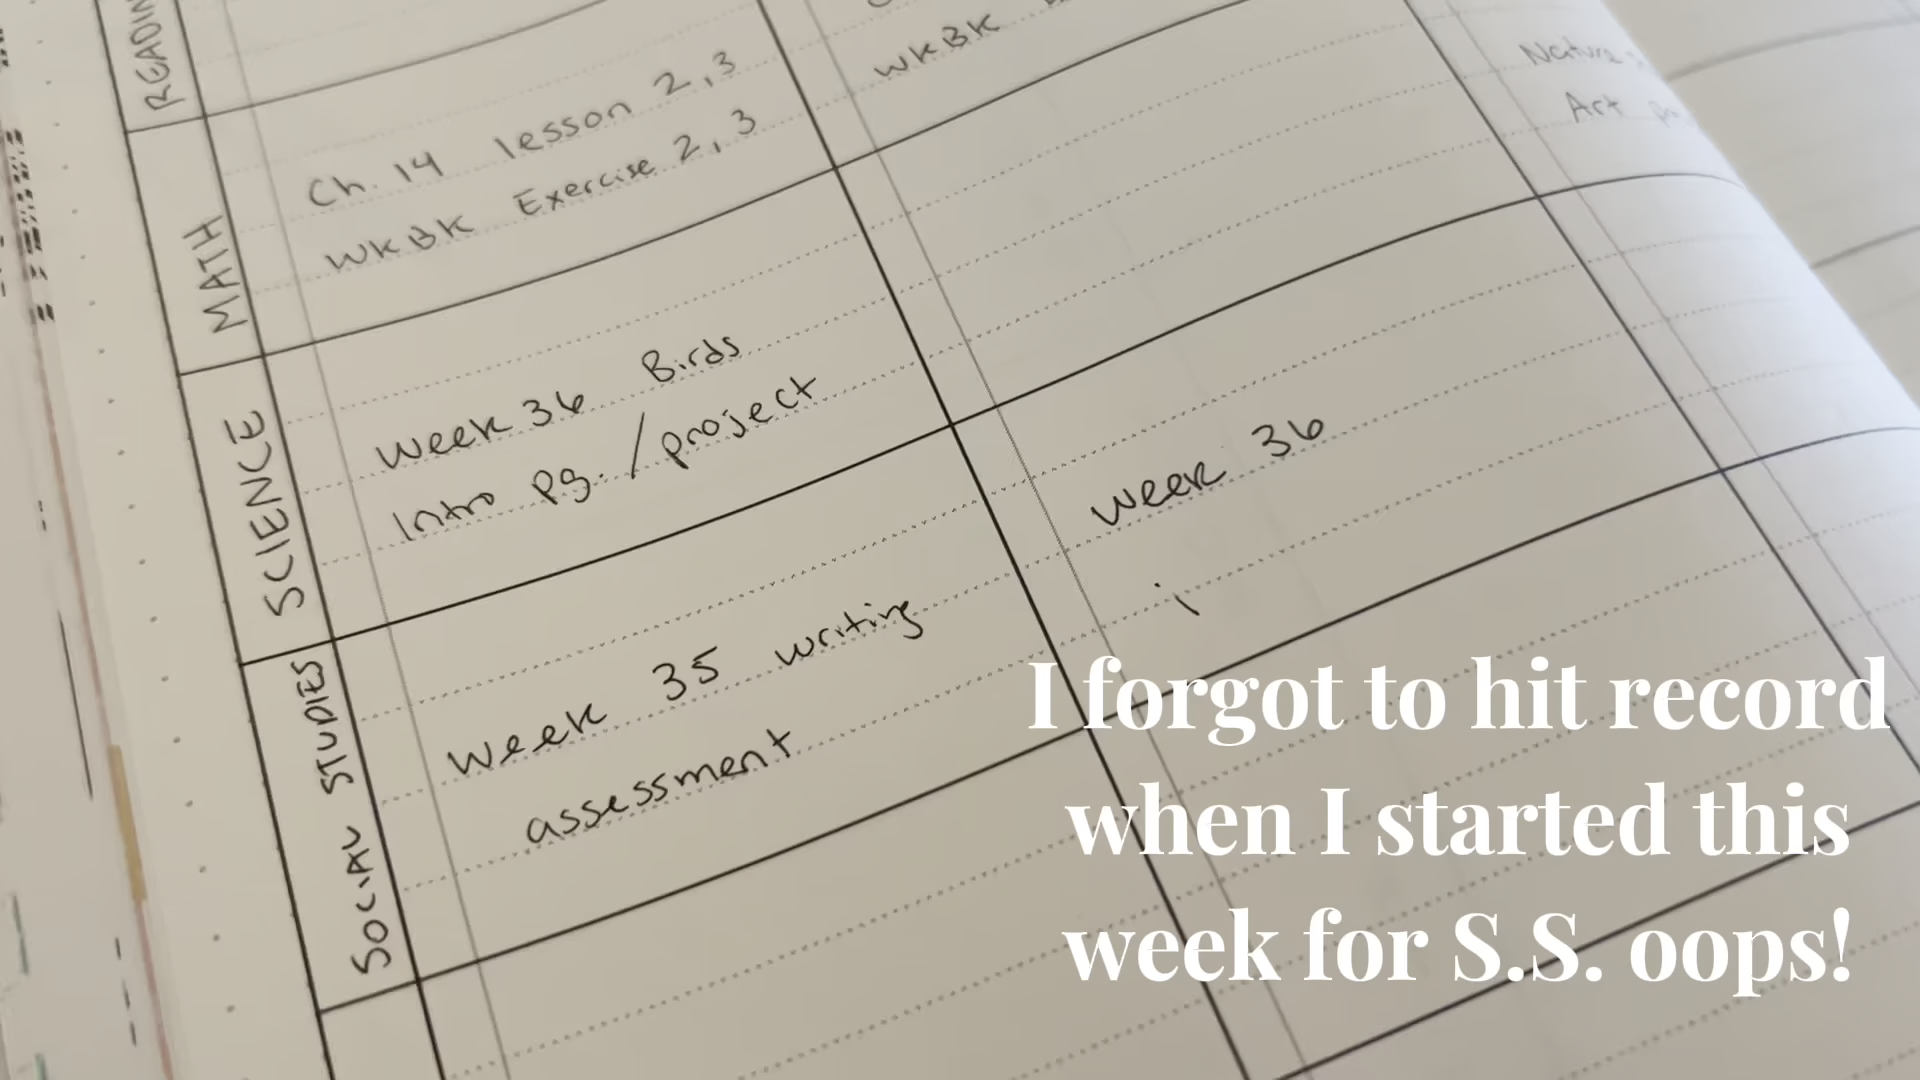 MATH
Ch. 14 lesson 2,3
WKBK Exercise 2, 3
WKBK
Art
SCIENCE
Week 36 Birds
Intro pg. / project
SOCIAL STUDIES
Week 35 writing
assessment
Week 36
i
I forgot to hit record
when I started this
week for S.S. oops!